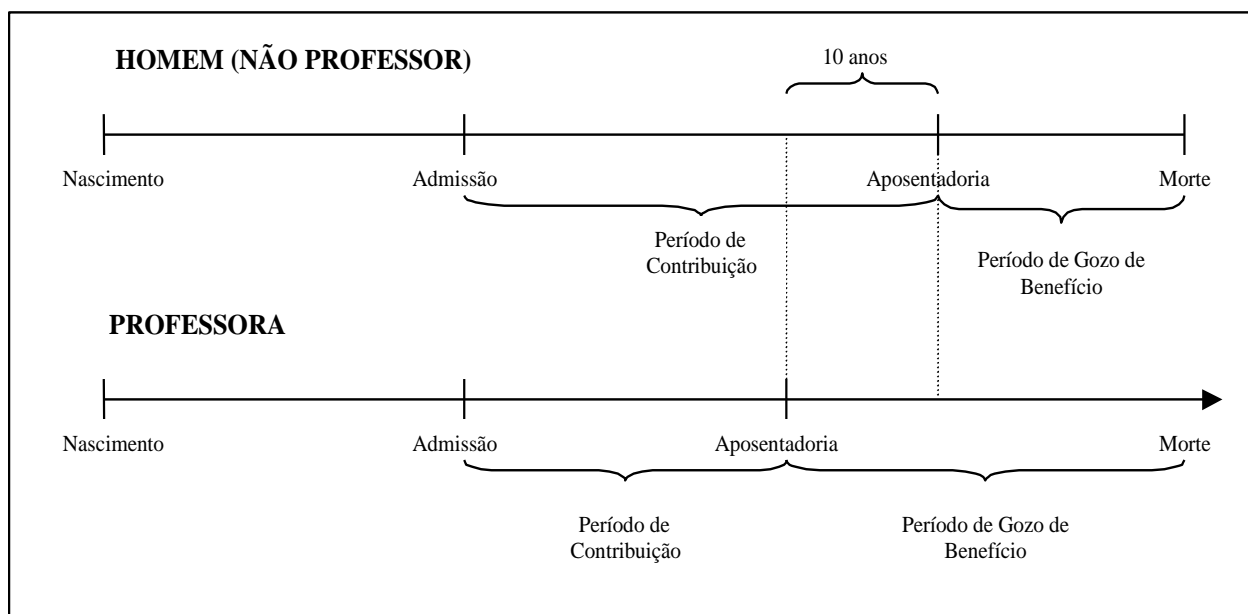 HOMEM (NÃO PROFESSOR)
10 anos
Nascimento
Admissão
Aposentadoria
Morte
Período de
Contribuição
Período de Gozo de
Benefício
PROFESSORA
Nascimento
Admissão
Aposentadoria
Morte
Período de
Contribuição
Período de Gozo de
Benefício